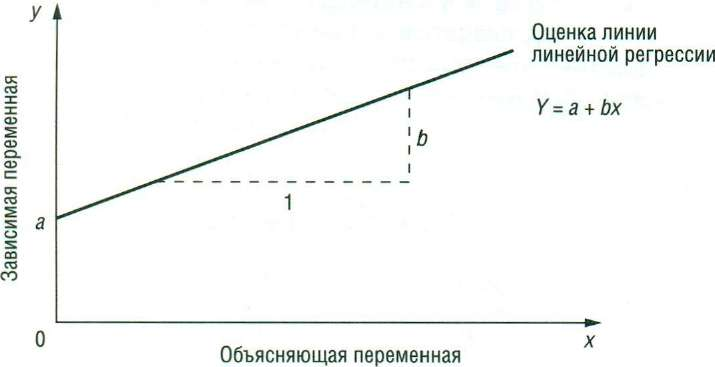 y
Оценка линии
линейной регрессии
Y = a + bx
Зависимая переменная
b
1
a
0
x
Объясняющая переменная